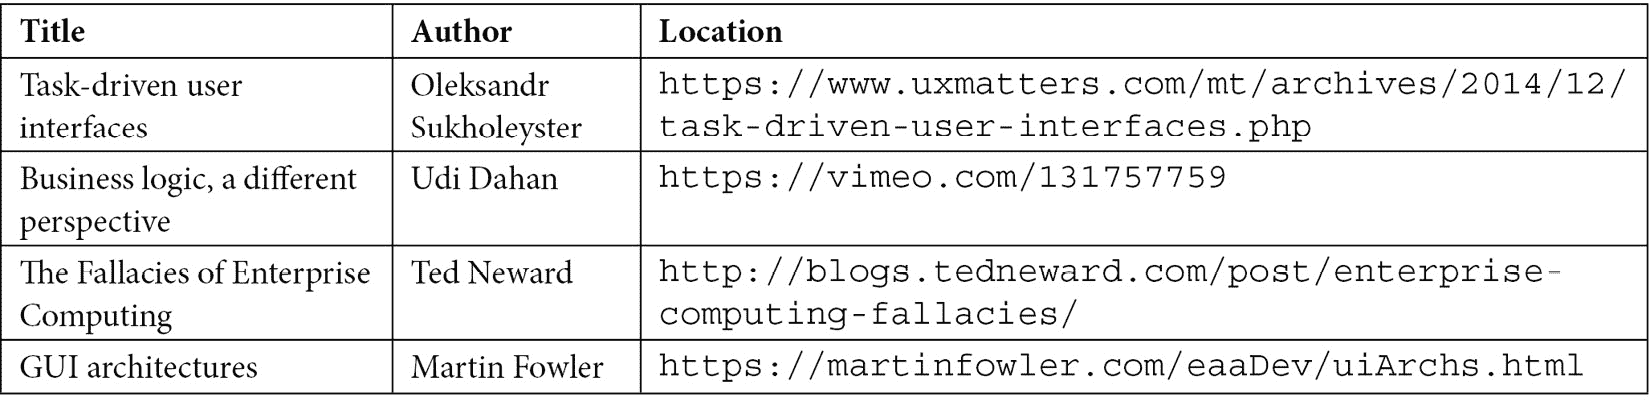 Title Author Location
Task-driven user interfaces Oleksandr Sukholeyster https://www.uxmatters.com/mt/archives/2014/12/task-driven-user-interfaces.php
Business logic, a different perspective Udi Dahan https://vimeo.com/131757759
The Fallacies of Enterprise Computing Ted Neward http://blogs.tedneward.com/post/enterprise-computing-fallacies/
GUI architectures Martin Fowler https://martinfowler.com/eaaDev/uiArchs.html